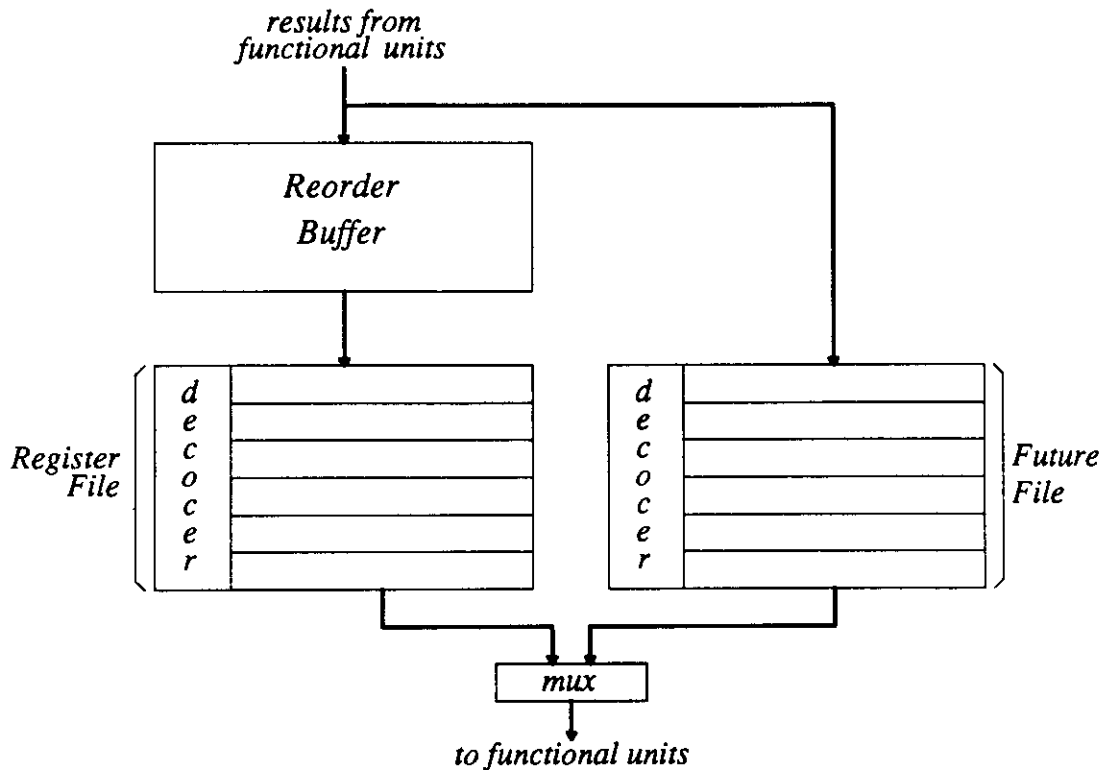 results from
functional units
Reorder
Buffer
Register
File
d
e
c
o
c
e
r
d
e
c
o
c
e
r
Future
File
mux
to functional units